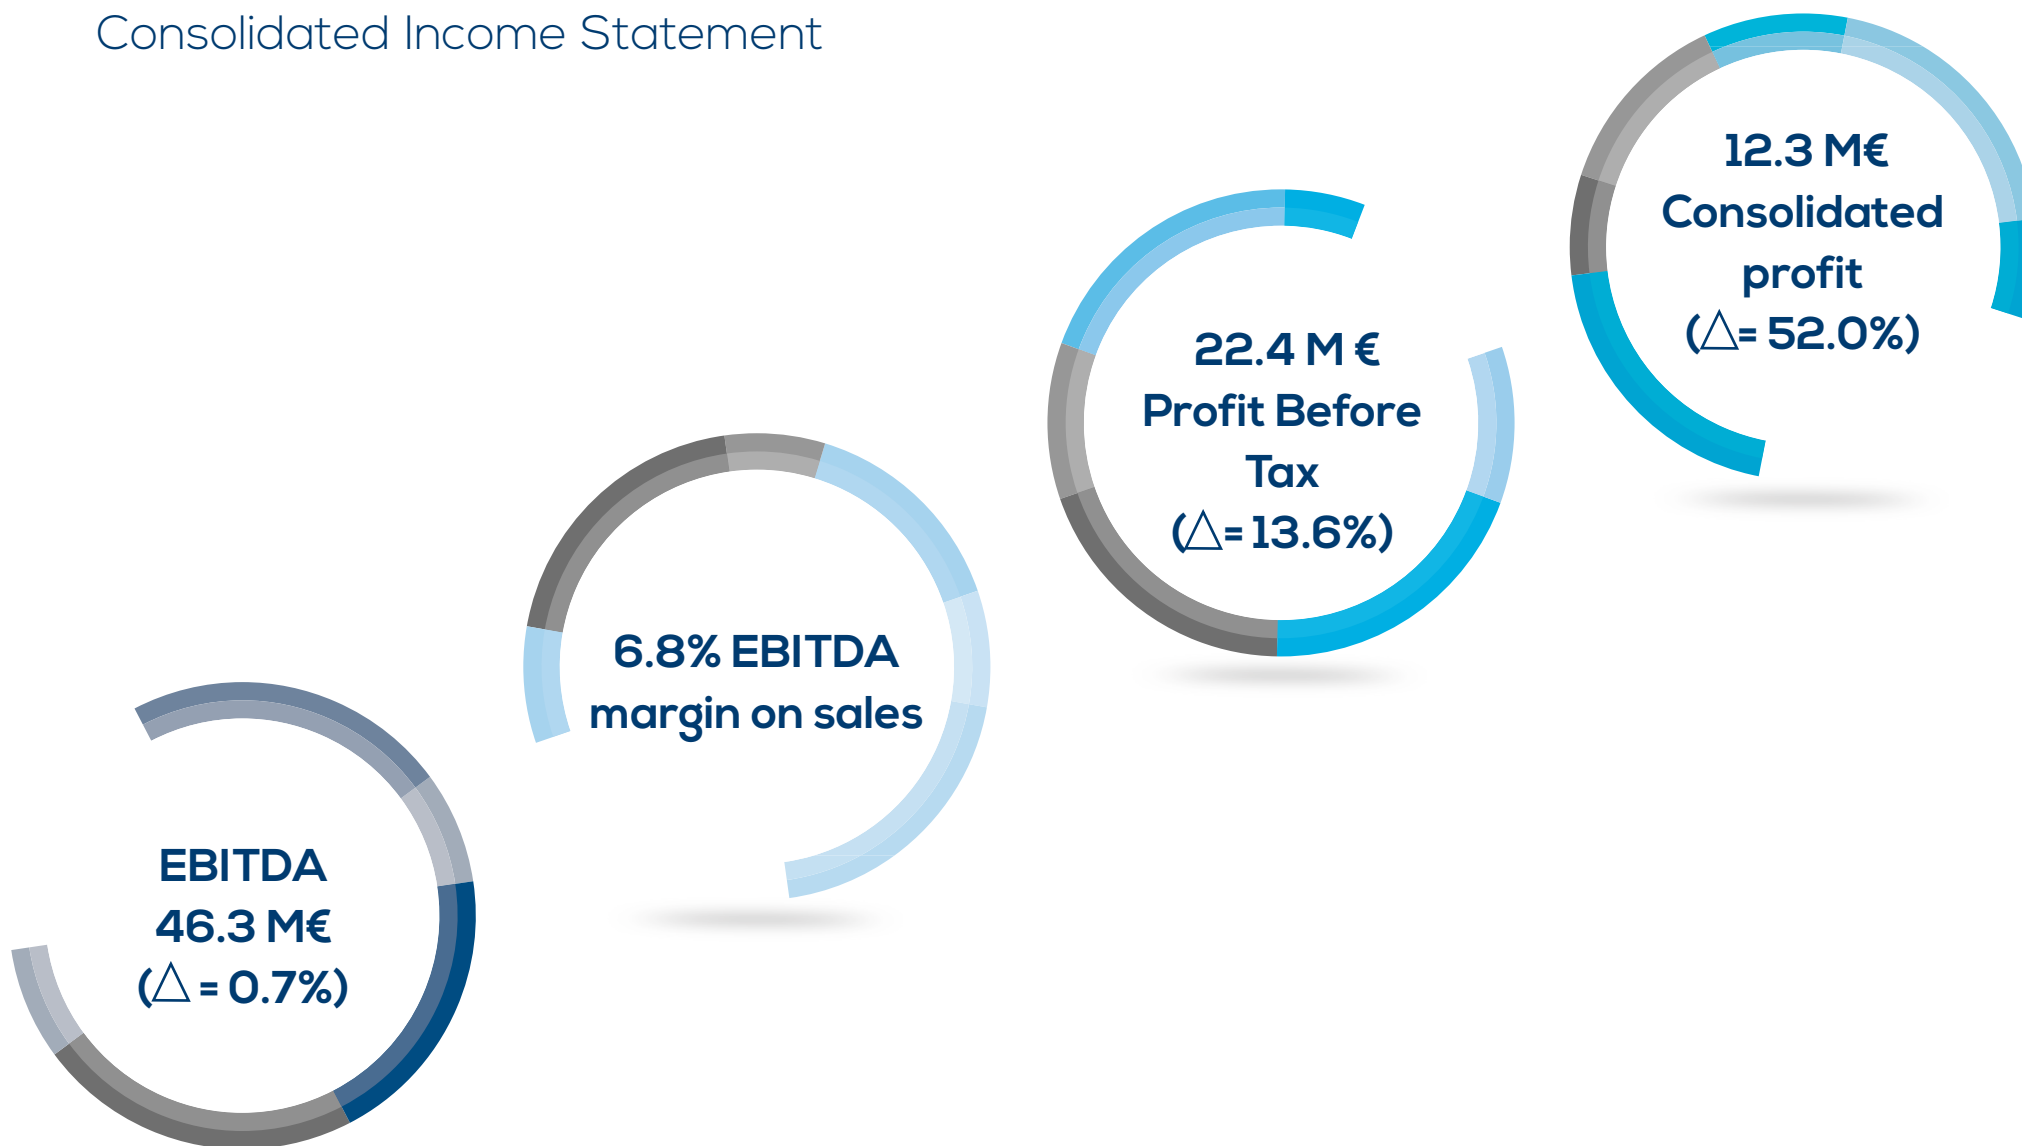 Consolidated Income Statement
12.3 M€
Consolidated
profit
(△= 52.0%)
22.4 M €
Profit Before
Tax
(△= 13.6%)
6.8% EBITDA
margin on sales
EBITDA
46.3 M€
(△ = 0.7%)